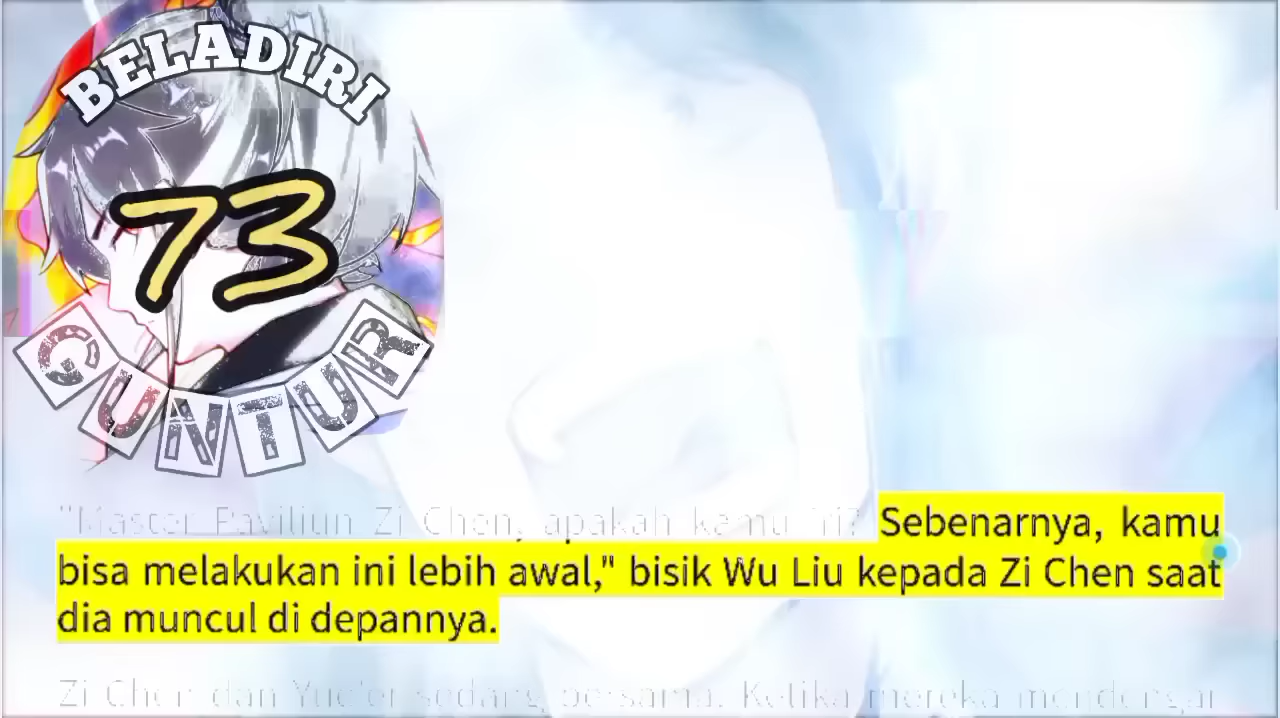 BELADIRI
73
GUNTUR
"Master Paviliun Zi Chen, apakah kamu Sebenarnya, kamu
bisa melakukan ini lebih awal," bisik Wu Liu kepada Zi Chen saat
dia muncul di depannya.
Zi Chen dan Yue'er sedang bersama. Ketika mereka mendengar